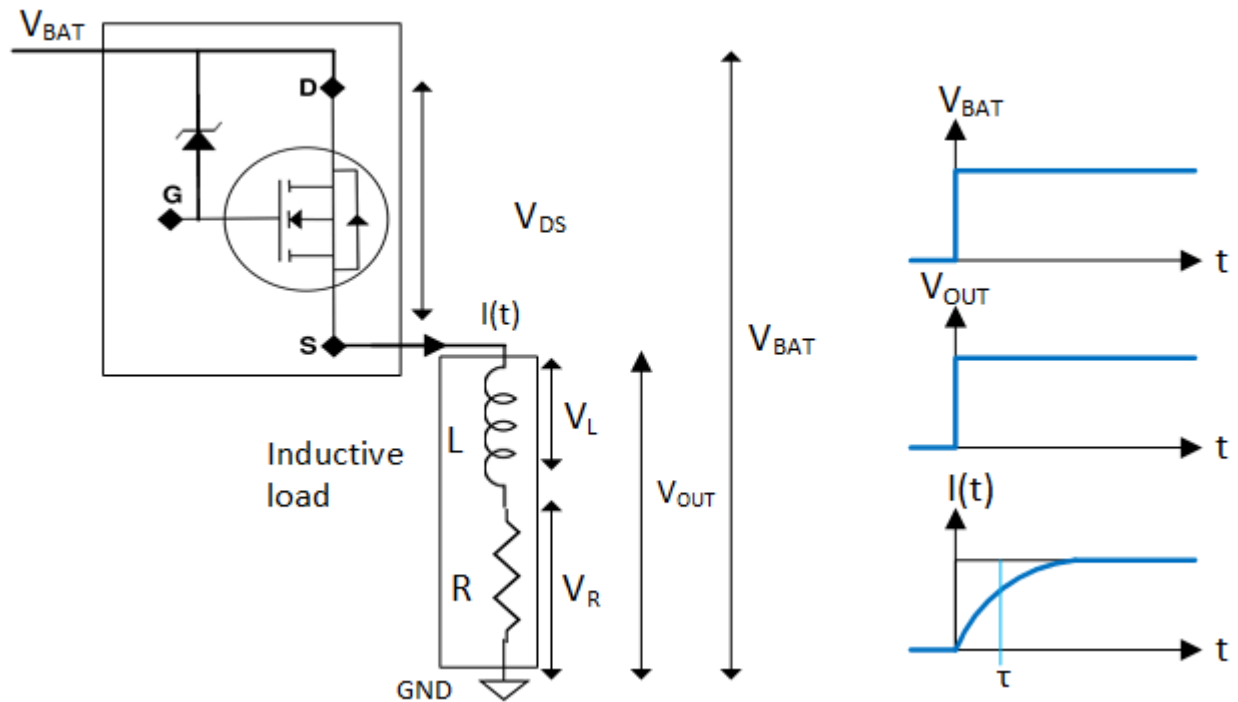 VBAT
D
G
VDS
S
I(t)
VBAT
Inductive
load
L
VL
VOUT
R
VR
GND
VBAT
t
VOUT
t
I(t)
t
τ